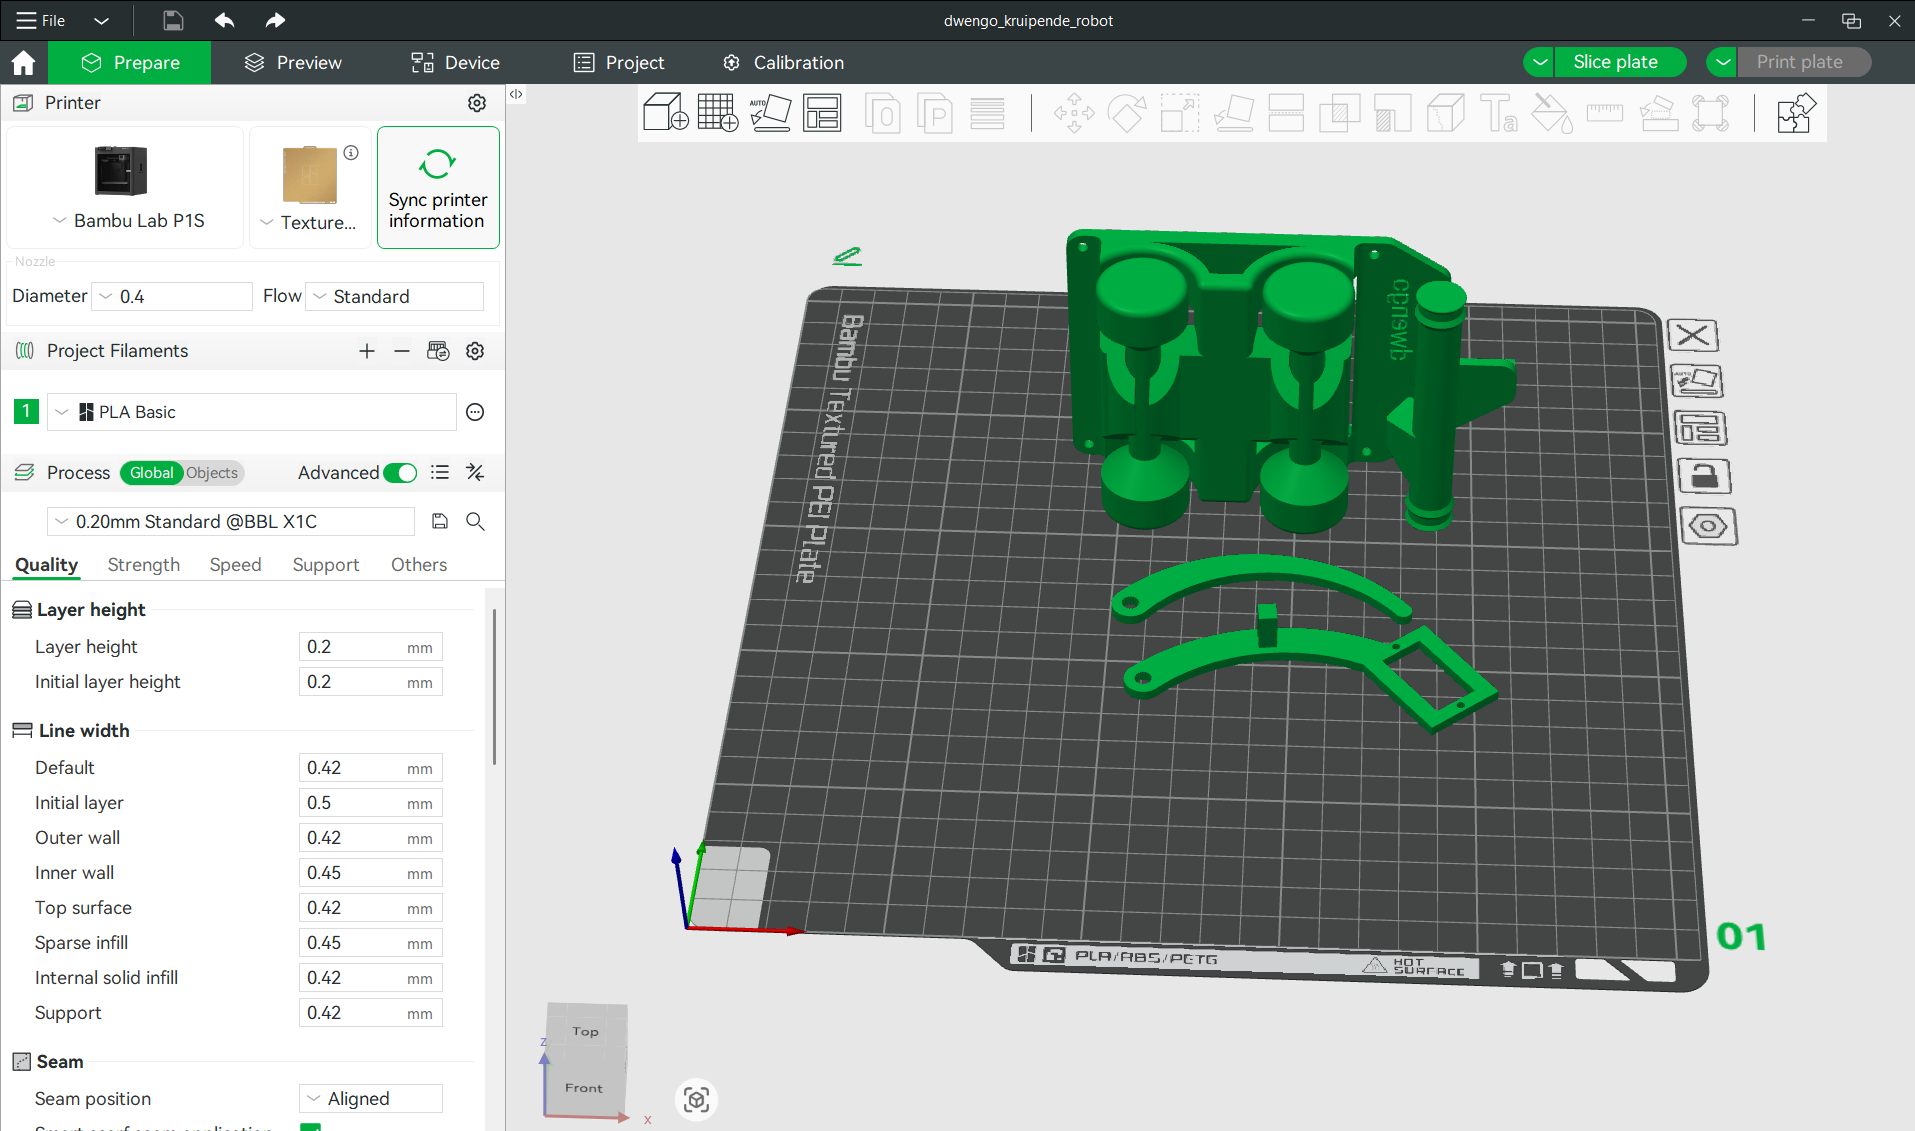 File
dwengo_kruipende_robot
Prepare
Preview
Device
Project
Calibration
Slice plate
Print plate
Printer
Bambu Lab P1S
Texture...
Sync printer
information
Nozzle
Diameter
0.4
Flow
Standard
Project Filaments
1
PLA Basic
Process
Global
Objects
Advanced
0.20mm Standard @BBL X1C
Quality
Strength
Speed
Support
Others
Layer height
Layer height 0.2 mm
Initial layer height 0.2 mm
Line width
Default 0.42 mm
Initial layer 0.5 mm
Outer wall 0.42 mm
Inner wall 0.45 mm
Top surface 0.42 mm
Sparse infill 0.45 mm
Internal solid infill 0.42 mm
Support 0.42 mm
Seam
Seam position Aligned
AUTO
Bambu Textured PEI Plate
dwengo
AUTO
PLA/ABS/PETG
HOT
SURFACE
01
Top
Front
z
x